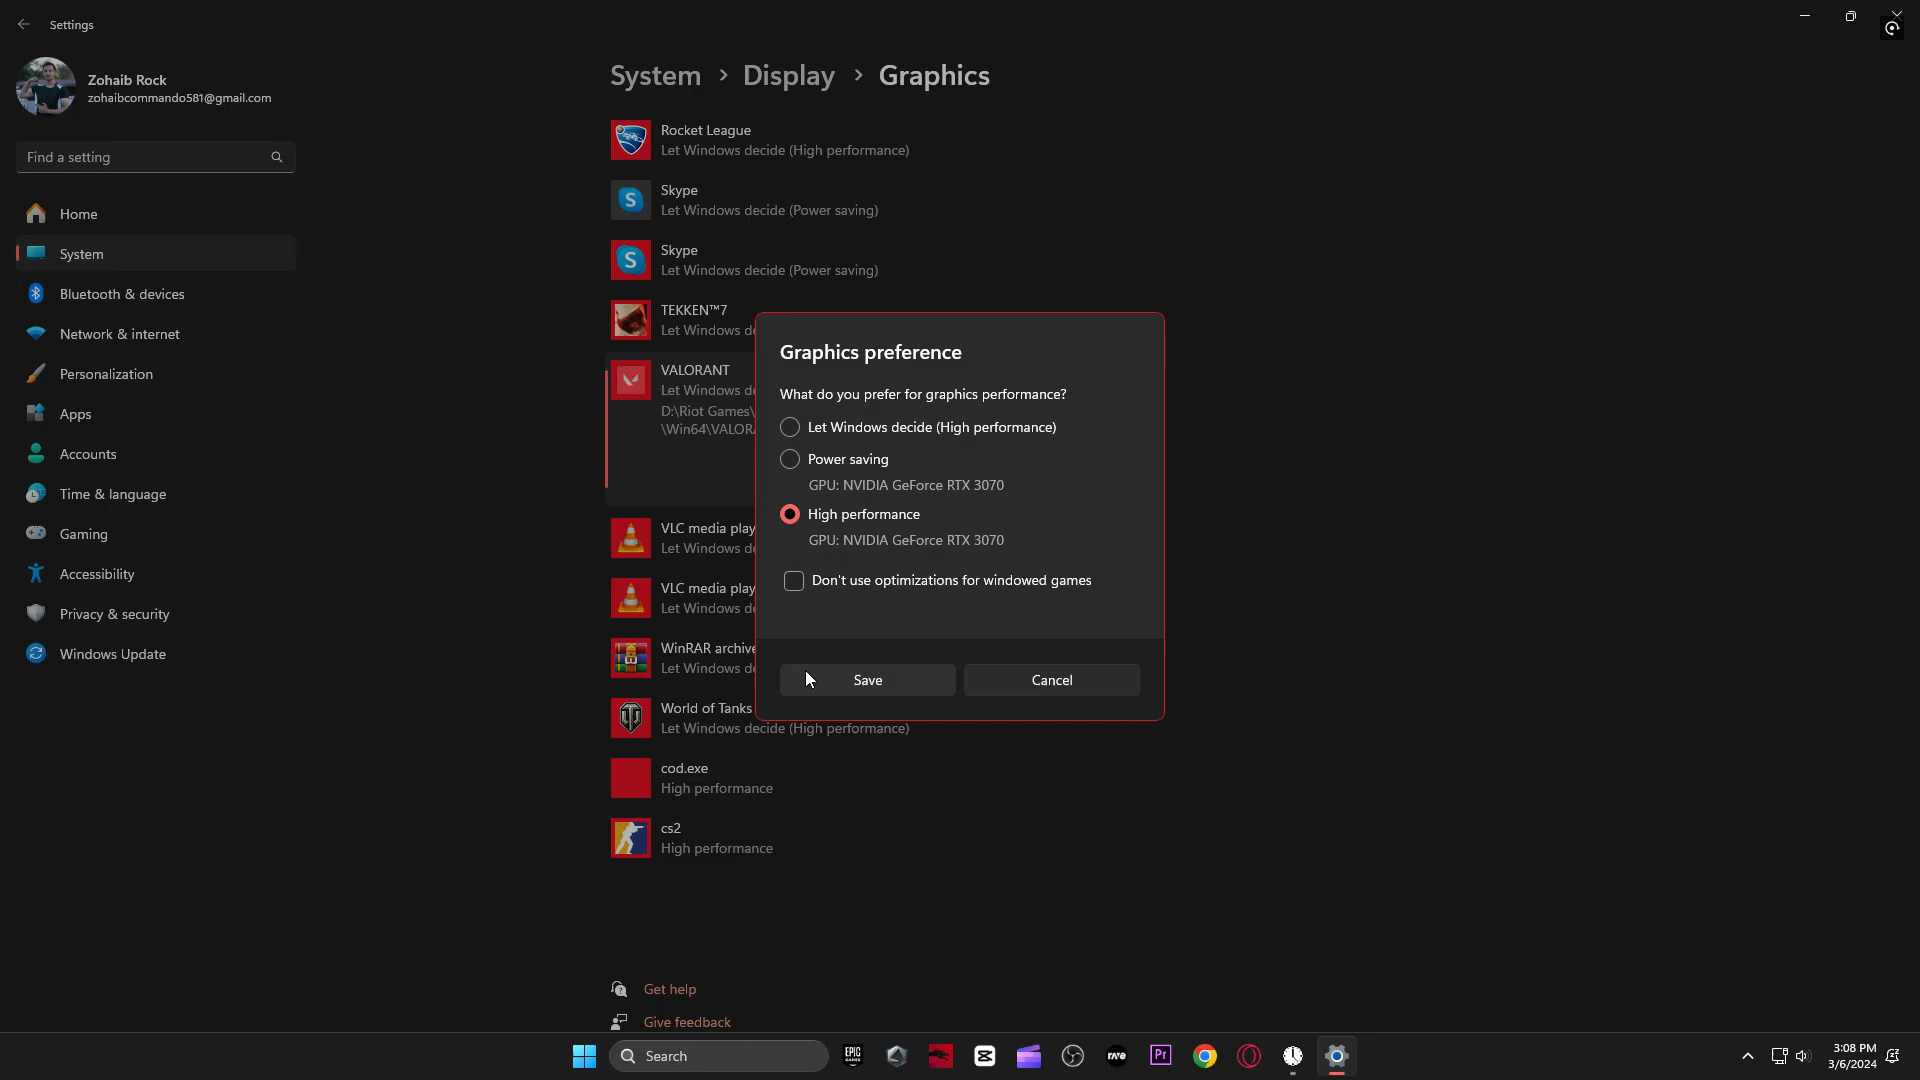 Settings
Zohaib Rock
zohaibcommando581@gmail.com
Find a setting
Home
System
Bluetooth & devices
Network & internet
Personalization
Apps
Accounts
Time & language
Gaming
Accessibility
Privacy & security
Windows Update
System > Display > Graphics
Rocket League
Let Windows decide (High performance)
Skype
Let Windows decide (Power saving)
Skype
Let Windows decide (Power saving)
TEKKEN™7
Let Windows de
VALORANT
Let Windows de
D:\Riot Games\
\Win64\VALORA
VLC media play
Let Windows de
VLC media play
Let Windows de
WinRAR archive
Let Windows de
World of Tanks
Let Windows decide (High performance)
cod.exe
High performance
cs2
High performance
Get help
Give feedback
Graphics preference
What do you prefer for graphics performance?
Let Windows decide (High performance)
Power saving
GPU: NVIDIA GeForce RTX 3070
High performance
GPU: NVIDIA GeForce RTX 3070
Don't use optimizations for windowed games
Save Cancel
Search
EPIC
GAMES
rave
Pr
3:08 PM
3/6/2024